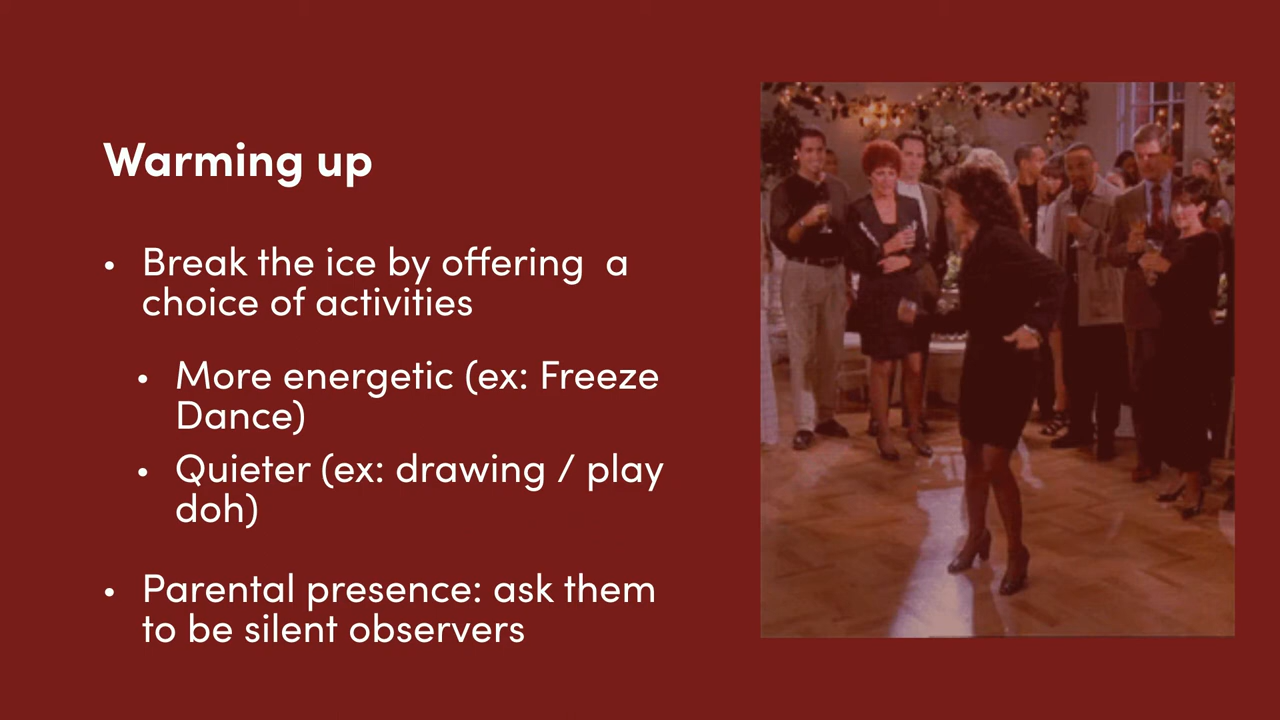 Warming up
• Break the ice by offering  a
choice of activities
• More energetic (ex: Freeze
Dance)
• Quieter (ex: drawing / play
doh)
• Parental presence: ask them
to be silent observers